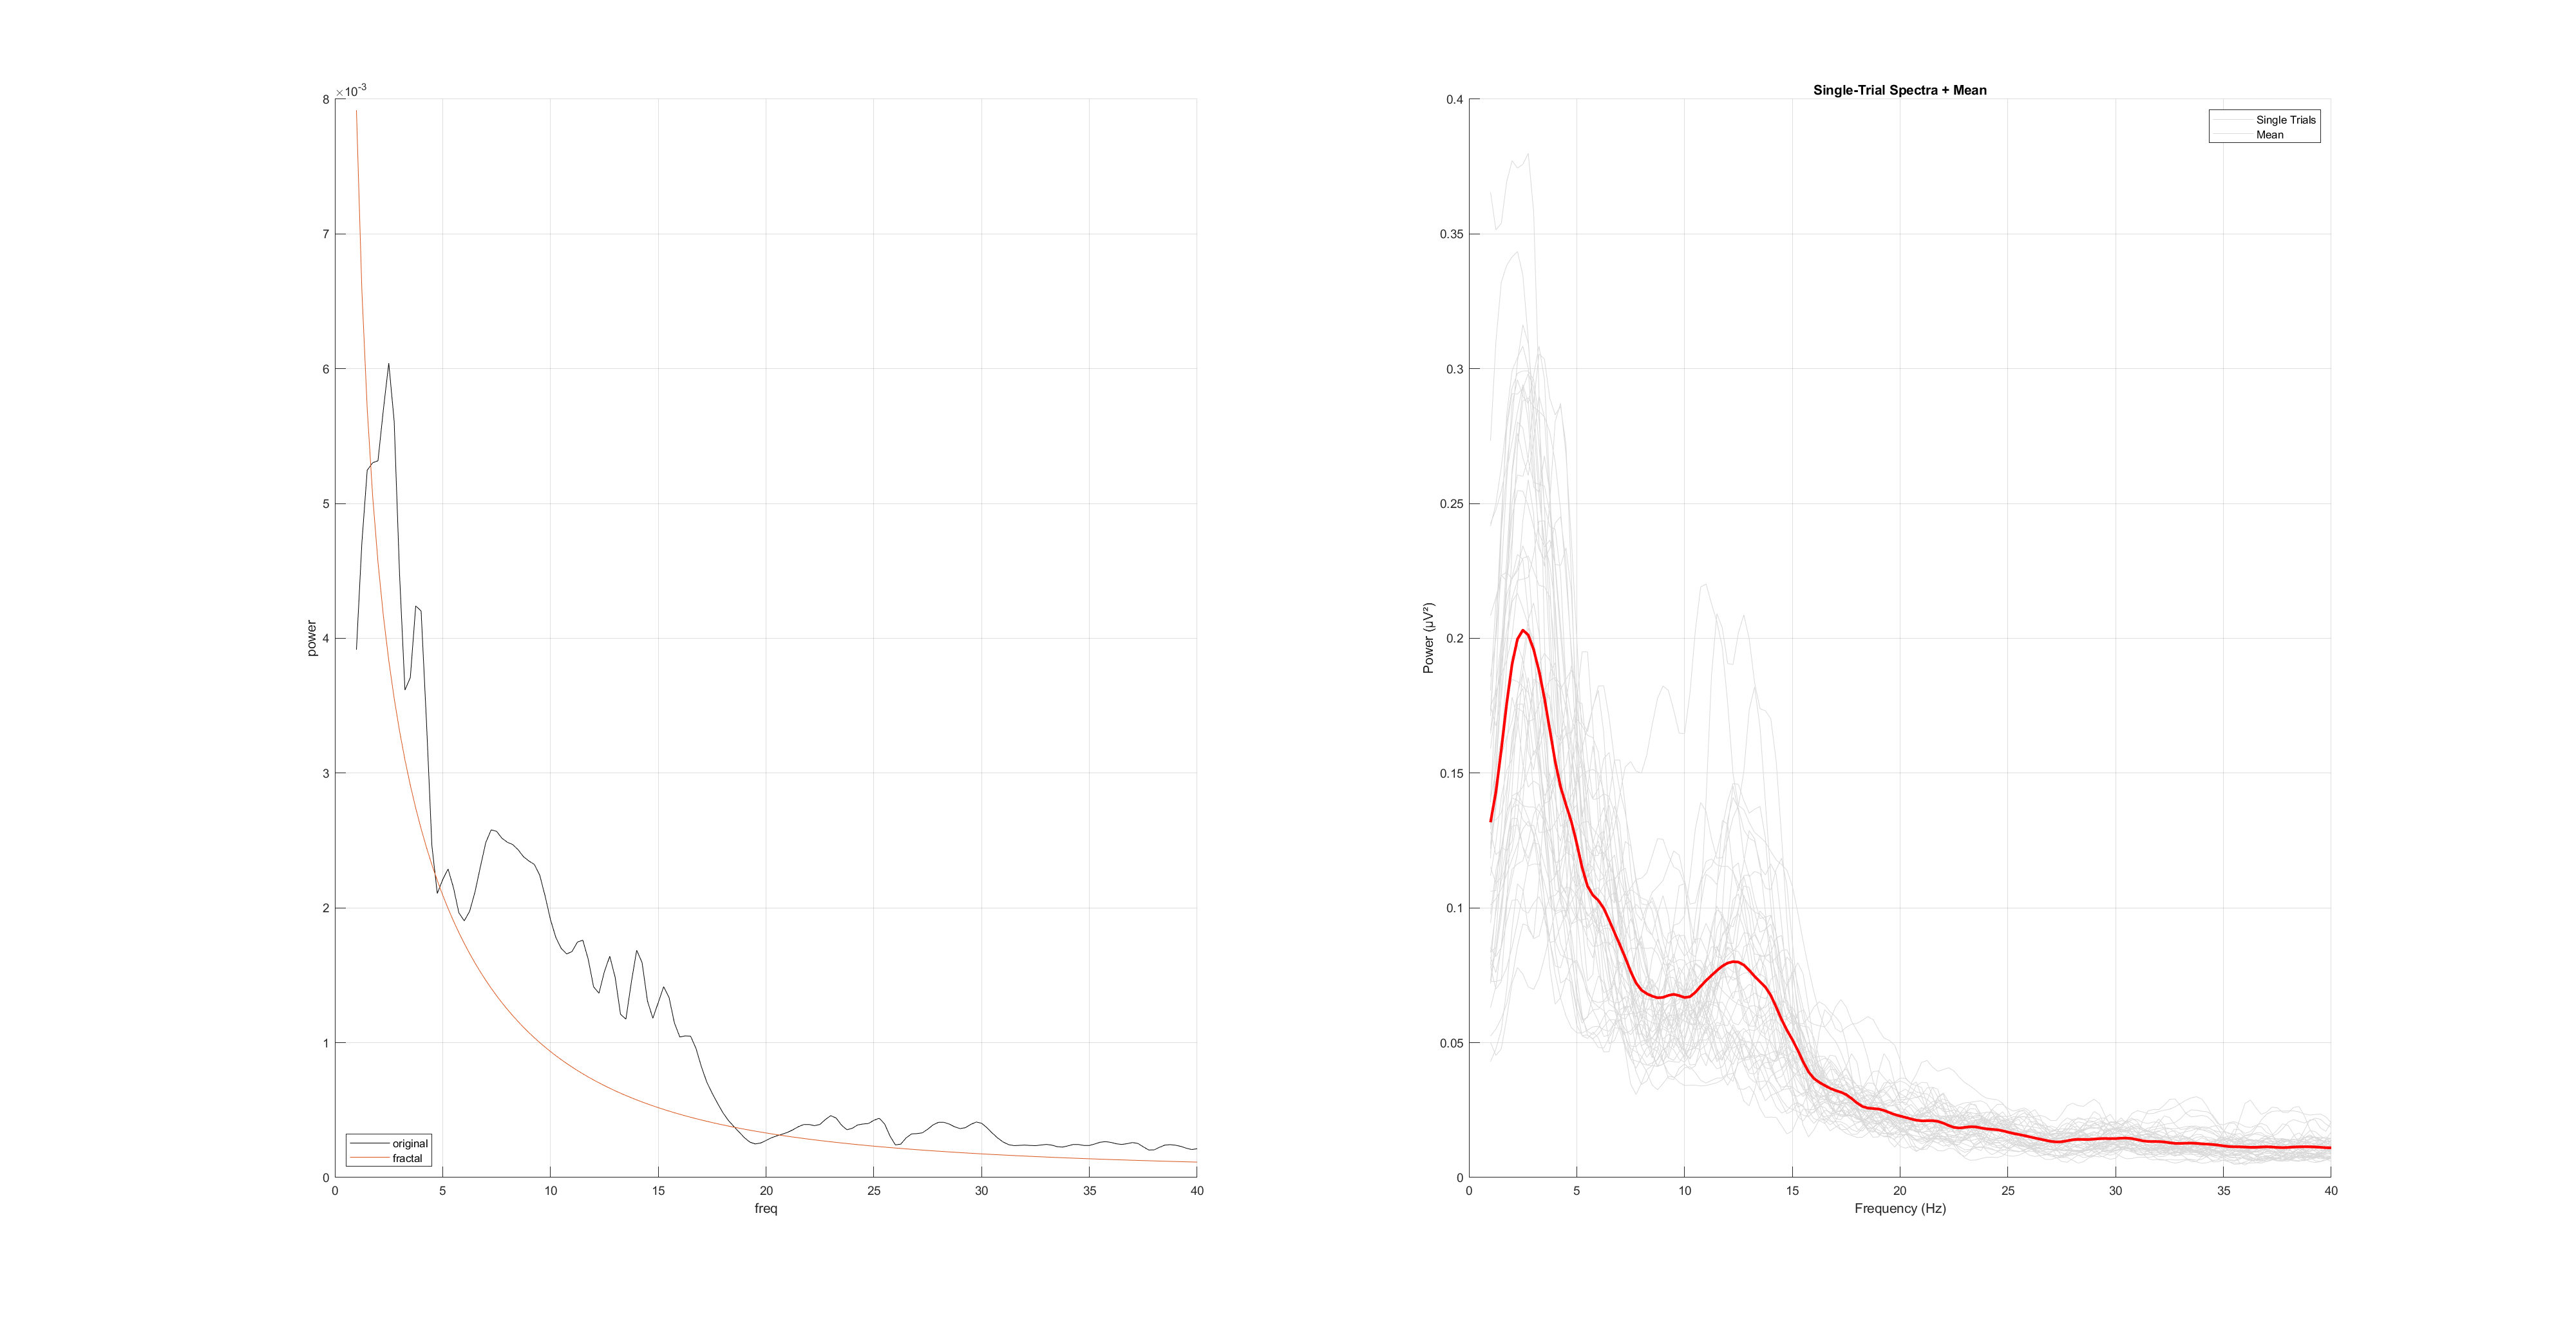 ×10-3
8
7
6
5
4
3
2
1
0
power
original
fractal
0 5 10 15 20 25 30 35 40
freq
Single-Trial Spectra + Mean
0.4
0.35
0.3
0.25
0.2
0.15
0.1
0.05
0
Power (µV²)
Single Trials
Mean
0 5 10 15 20 25 30 35 40
Frequency (Hz)